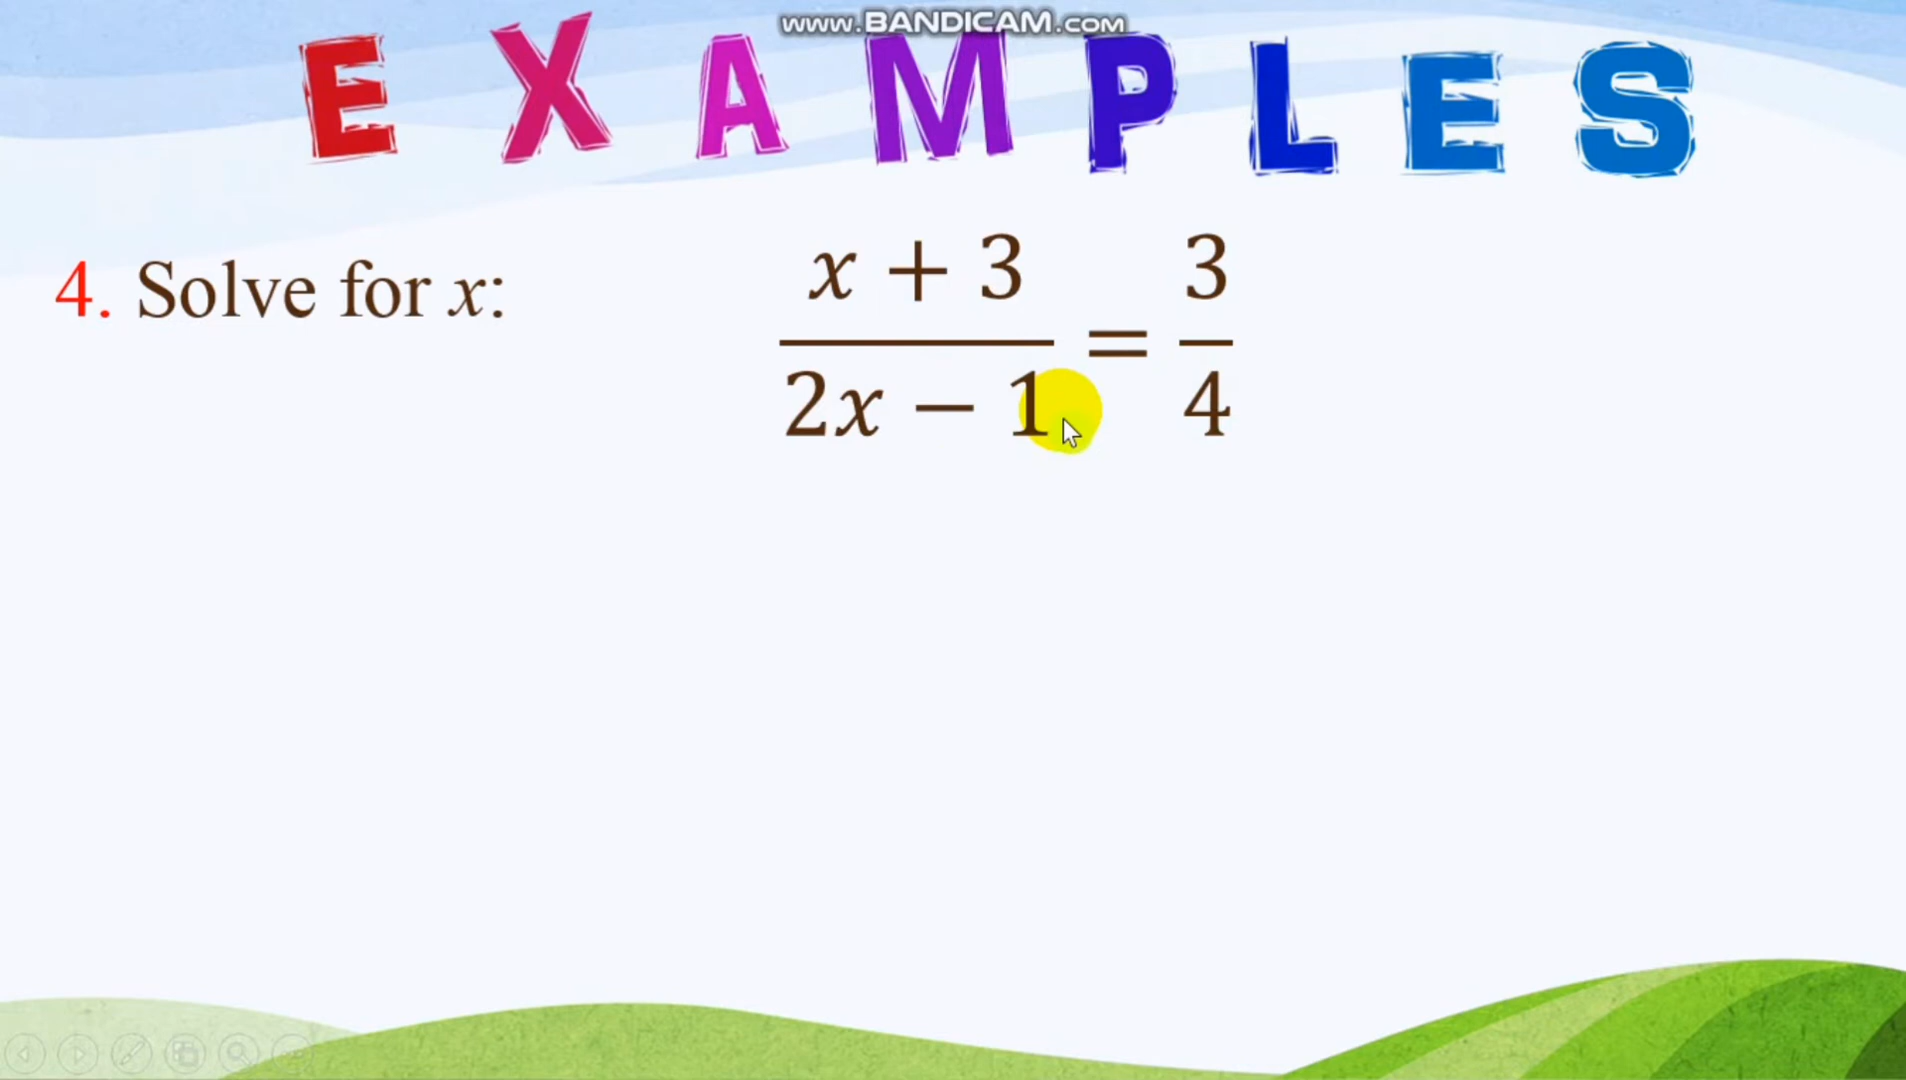 www.BANDICAM.com
EXAMPLES
4. Solve for x:
x + 3 / 2x − 1 = 3 / 4